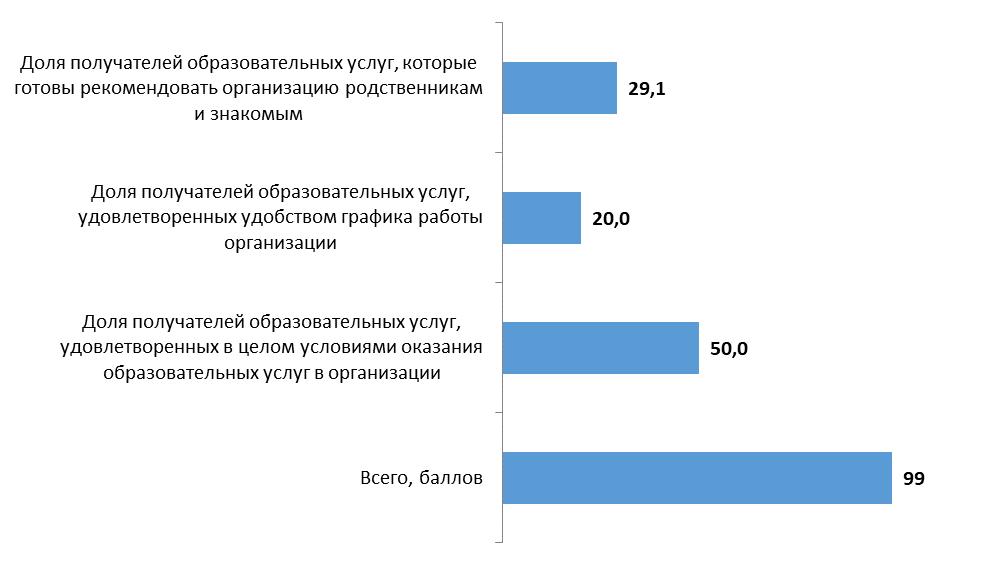 Доля получателей образовательных услуг, которые
готовы рекомендовать организацию родственникам
и знакомым
29,1
Доля получателей образовательных услуг,
удовлетворенных удобством графика работы
организации
20,0
Доля получателей образовательных услуг,
удовлетворенных в целом условиями оказания
образовательных услуг в организации
50,0
Всего, баллов
99